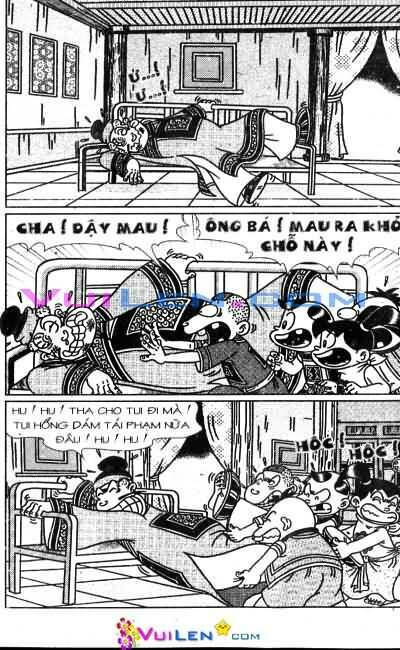 Ư...!
Ư...!
CHA! DẬY MAU!
ÔNG BÁ! MAU RA KHỎI
CHỖ NÀY!
VUILEN.COM
HU! HU! THA CHO TUI ĐI MÀ!
TUI HỔNG DÁM TÁI PHẠM NỮA
ĐÂU! HU! HU!
HỘC!
HỘC!
VUILEN.COM